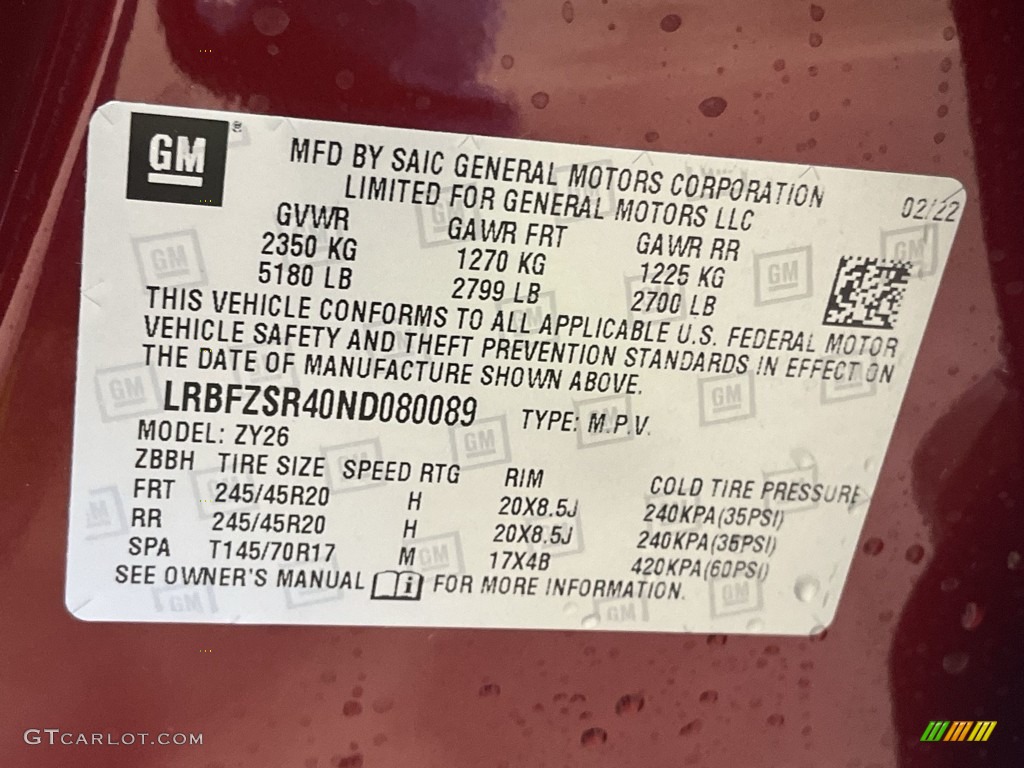 GM ®
MFD BY SAIC GENERAL MOTORS CORPORATION
LIMITED FOR GENERAL MOTORS LLC
02/22
GVWR GAWR FRT GAWR RR
2350 KG 1270 KG 1225 KG
5180 LB 2799 LB 2700 LB
THIS VEHICLE CONFORMS TO ALL APPLICABLE U.S. FEDERAL MOTOR
VEHICLE SAFETY AND THEFT PREVENTION STANDARDS IN EFFECT ON
THE DATE OF MANUFACTURE SHOWN ABOVE.
LRBFZSR40ND080089 TYPE: M.P.V.
MODEL: ZY26
ZBBH TIRE SIZE SPEED RTG RIM COLD TIRE PRESSURE
FRT 245/45R20 H 20X8.5J 240KPA(35PSI)
RR 245/45R20 H 20X8.5J 240KPA(35PSI)
SPA T145/70R17 M 17X4B 420KPA(60PSI)
SEE OWNER'S MANUAL FOR MORE INFORMATION.
GTCARLOT.COM